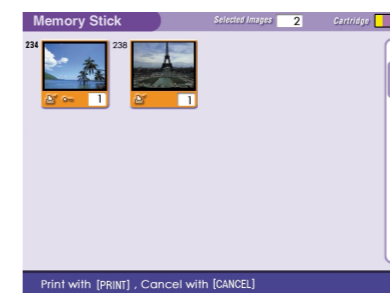 Memory Stick Selected Images 2 Cartridge
234 238
1 1
Print with [PRINT] , Cancel with [CANCEL]